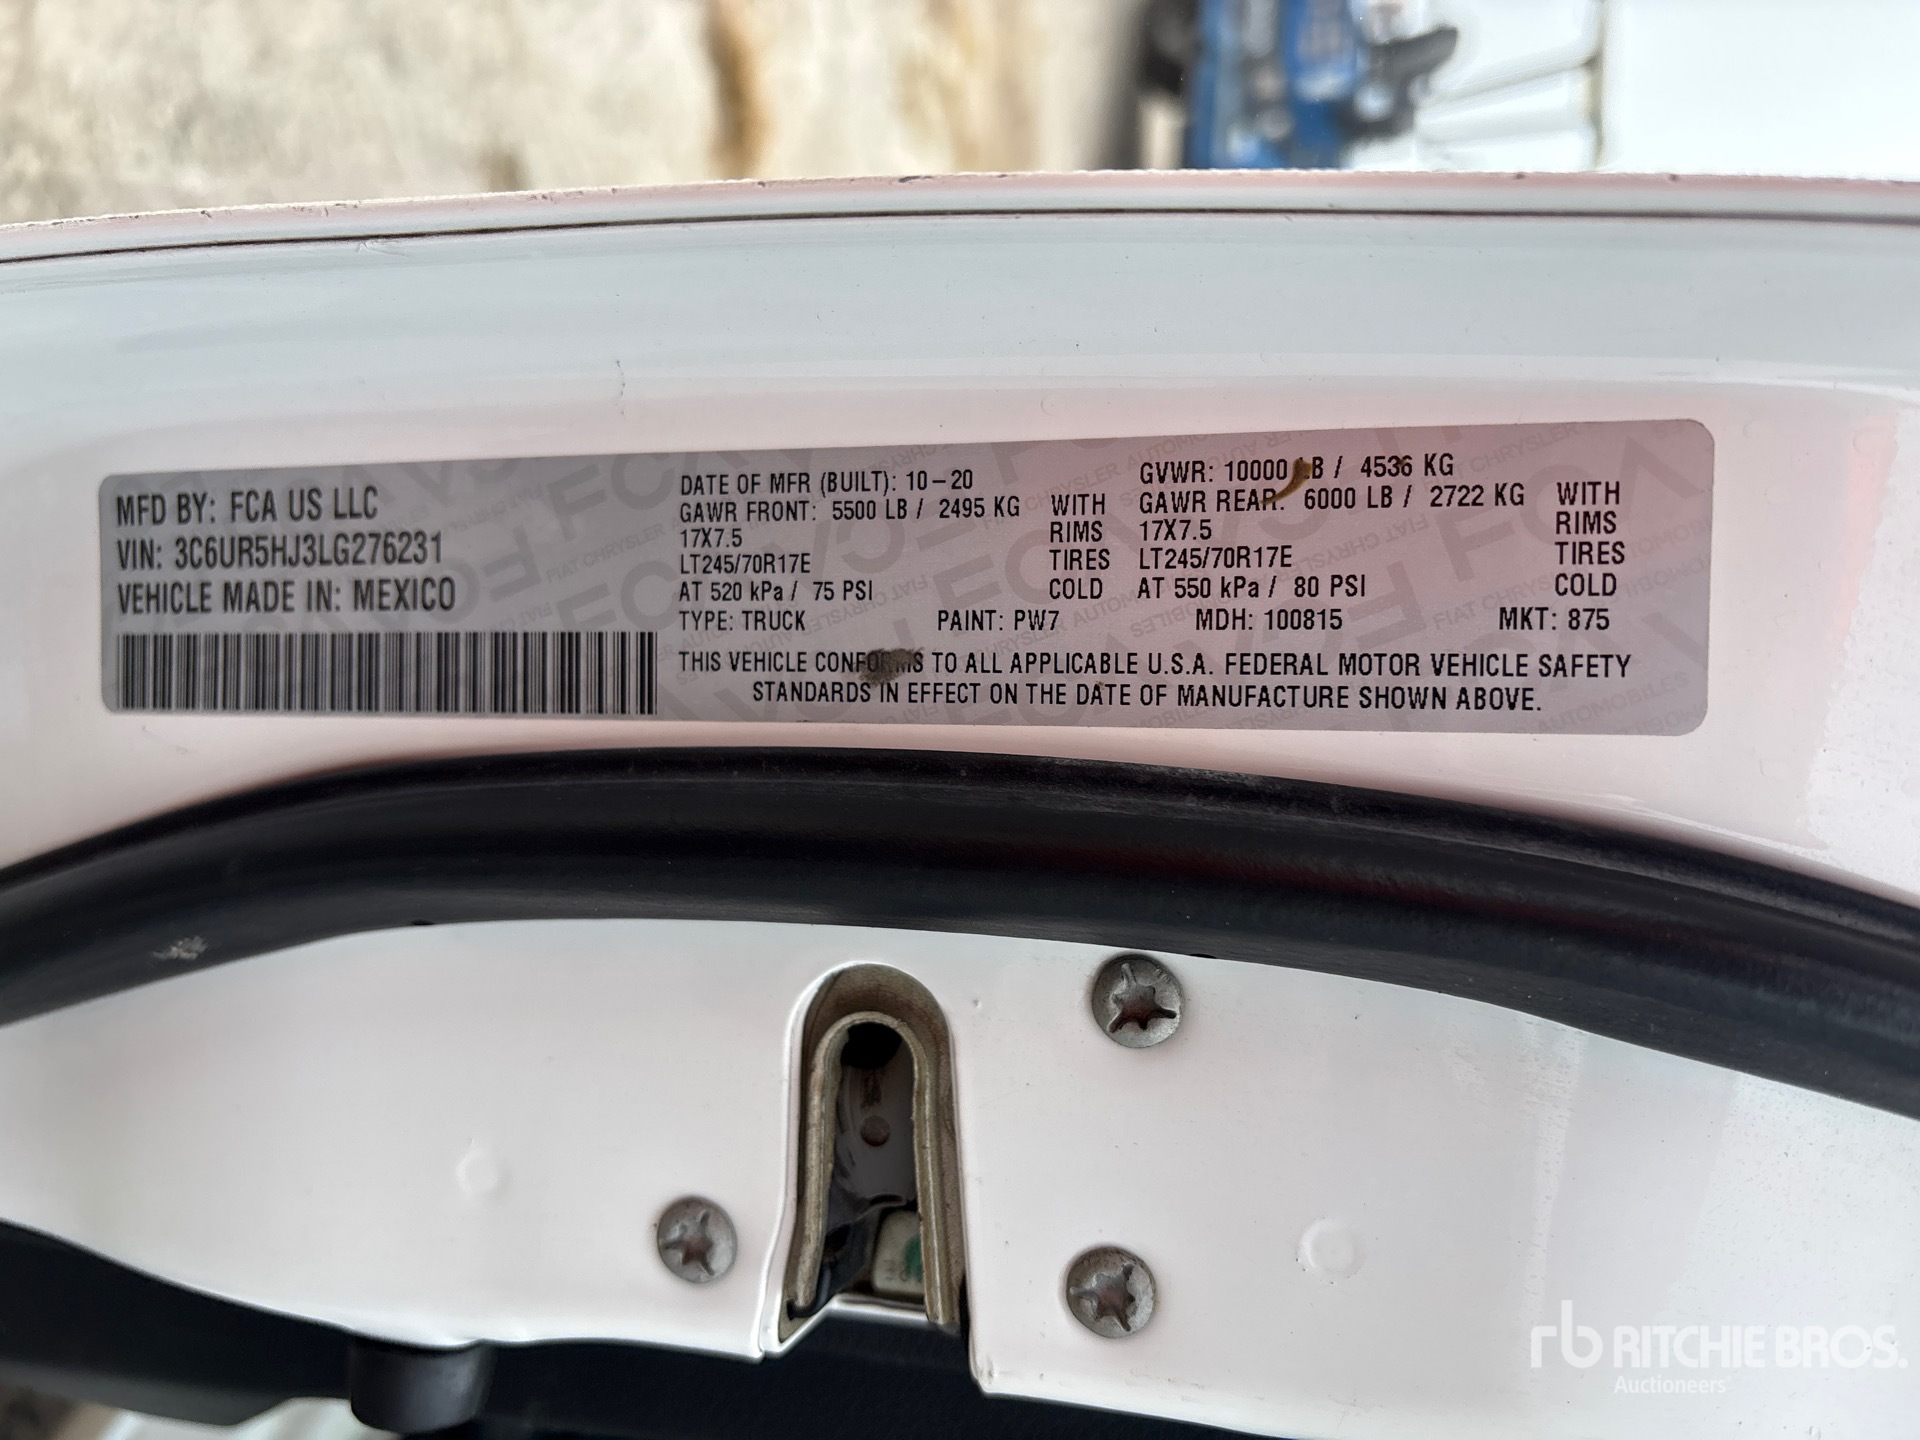 MFD BY: FCA US LLC
VIN: 3C6UR5HJ3LG276231
VEHICLE MADE IN: MEXICO
DATE OF MFR (BUILT): 10-20
GAWR FRONT: 5500 LB / 2495 KG WITH
17X7.5 RIMS
LT245/70R17E TIRES
AT 520 kPa / 75 PSI COLD
GVWR: 10000 LB / 4536 KG
GAWR REAR: 6000 LB / 2722 KG WITH
17X7.5 RIMS
LT245/70R17E TIRES
AT 550 kPa / 80 PSI COLD
TYPE: TRUCK PAINT: PW7 MDH: 100815 MKT: 875
THIS VEHICLE CONFORMS TO ALL APPLICABLE U.S.A. FEDERAL MOTOR VEHICLE SAFETY
STANDARDS IN EFFECT ON THE DATE OF MANUFACTURE SHOWN ABOVE.
rb RITCHIE BROS.
Auctioneers